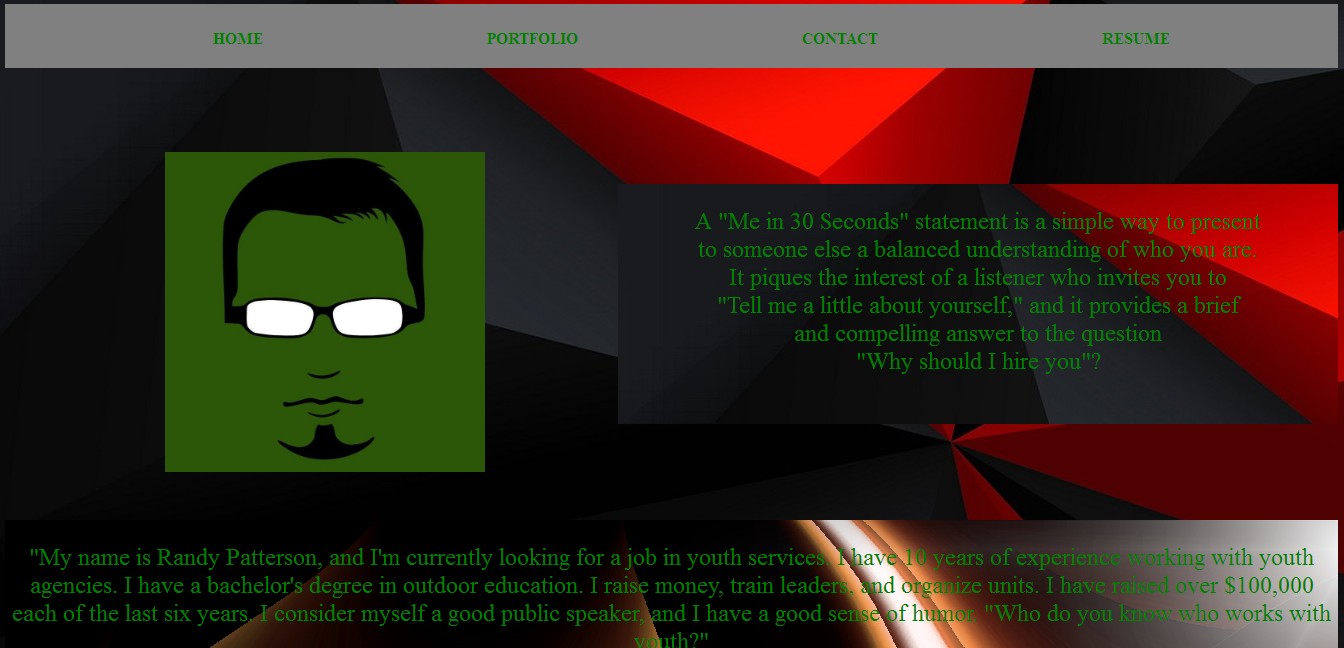 HOME PORTFOLIO CONTACT RESUME
A "Me in 30 Seconds" statement is a simple way to present
to someone else a balanced understanding of who you are.
It piques the interest of a listener who invites you to
"Tell me a little about yourself," and it provides a brief
and compelling answer to the question
"Why should I hire you"?
"My name is Randy Patterson, and I'm currently looking for a job in youth services. I have 10 years of experience working with youth
agencies. I have a bachelor's degree in outdoor education. I raise money, train leaders, and organize units. I have raised over $100,000
each of the last six years. I consider myself a good public speaker, and I have a good sense of humor. "Who do you know who works with
youth?"